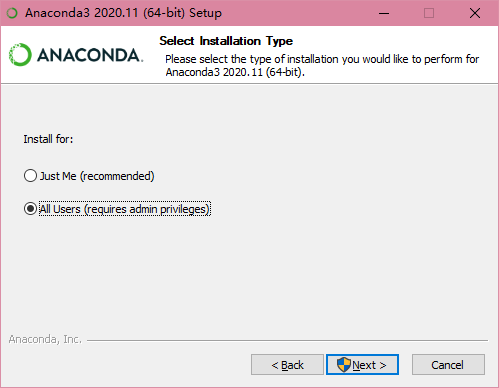 Anaconda3 2020.11 (64-bit) Setup
ANACONDA.
Select Installation Type
Please select the type of installation you would like to perform for
Anaconda3 2020.11 (64-bit).
Install for:
Just Me (recommended)
All Users (requires admin privileges)
Anaconda, Inc.
< Back
Next >
Cancel